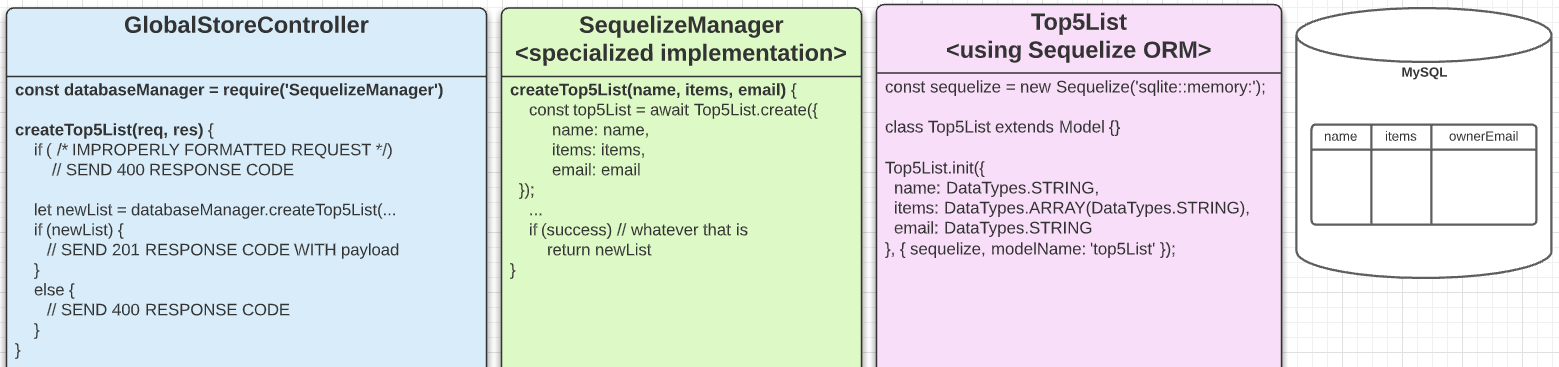 GlobalStoreController
const databaseManager = require('SequelizeManager')
createTop5List(req, res) {
if ( /* IMPROPERLY FORMATTED REQUEST */)
// SEND 400 RESPONSE CODE
let newList = databaseManager.createTop5List(...
if (newList) {
// SEND 201 RESPONSE CODE WITH payload
}
else {
// SEND 400 RESPONSE CODE
}
}
SequelizeManager
<specialized implementation>
createTop5List(name, items, email) {
const top5List = await Top5List.create({
name: name,
items: items,
email: email
});
...
if (success) // whatever that is
return newList
}
Top5List
<using Sequelize ORM>
const sequelize = new Sequelize('sqlite::memory:');
class Top5List extends Model {}
Top5List.init({
name: DataTypes.STRING,
items: DataTypes.ARRAY(DataTypes.STRING),
email: DataTypes.STRING
}, { sequelize, modelName: 'top5List' });
MySQL
name items ownerEmail